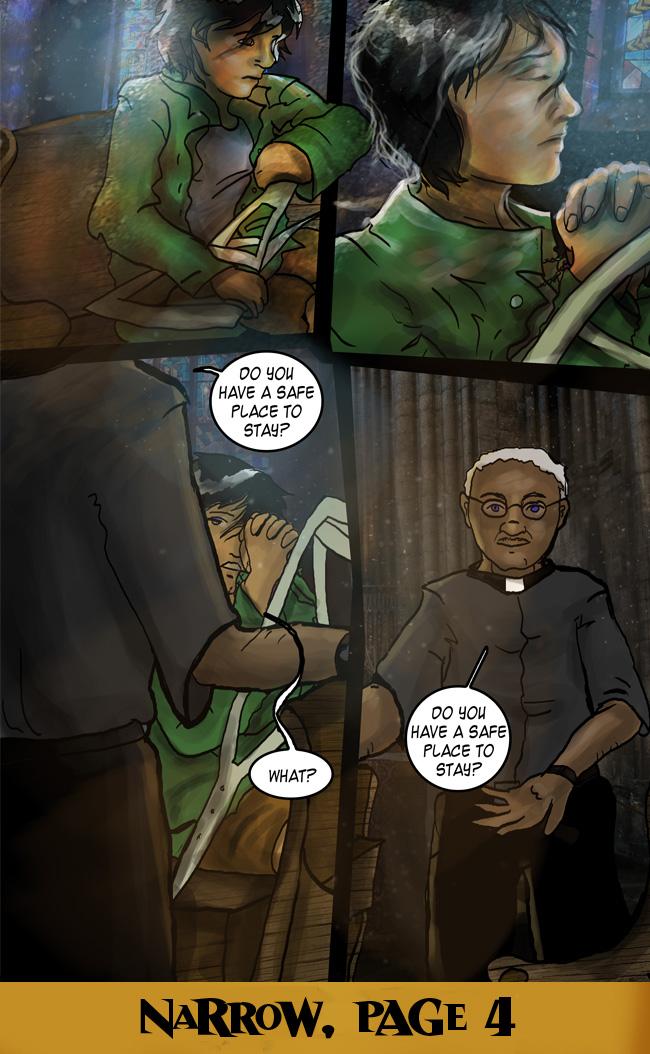 DO YOU
HAVE A SAFE
PLACE TO
STAY?
WHAT?
DO YOU
HAVE A SAFE
PLACE TO
STAY?
NARROW, PAGE 4